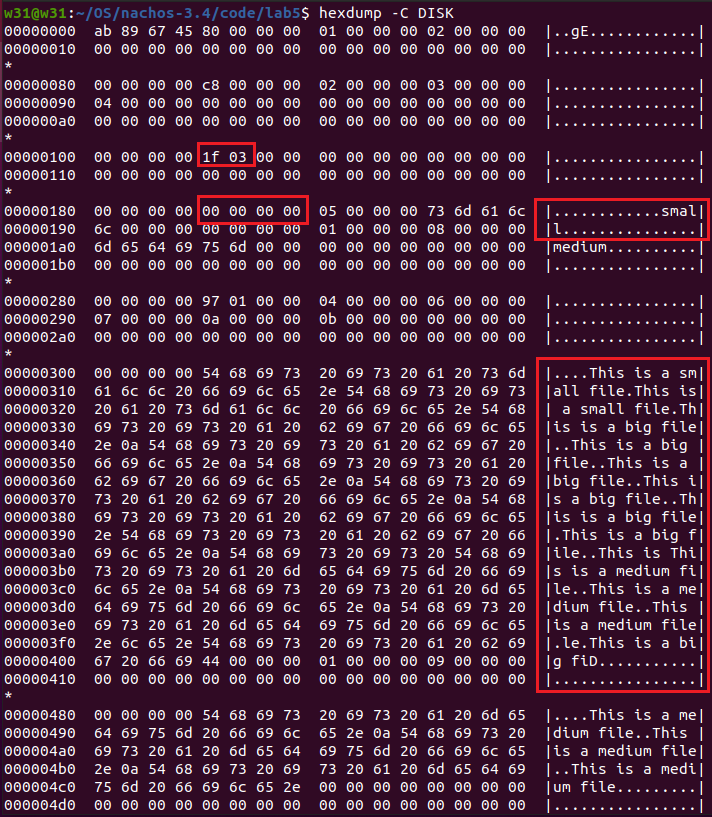 w31@w31:~/OS/nachos-3.4/code/lab5$ hexdump -C DISK
00000000  ab 89 67 45 80 00 00 00  01 00 00 00 02 00 00 00  |..gE............|
00000010  00 00 00 00 00 00 00 00  00 00 00 00 00 00 00 00  |................|
*
00000080  00 00 00 00 c8 00 00 00  02 00 00 00 03 00 00 00  |................|
00000090  04 00 00 00 00 00 00 00  00 00 00 00 00 00 00 00  |................|
000000a0  00 00 00 00 00 00 00 00  00 00 00 00 00 00 00 00  |................|
*
00000100  00 00 00 00 1f 03 00 00  00 00 00 00 00 00 00 00  |................|
00000110  00 00 00 00 00 00 00 00  00 00 00 00 00 00 00 00  |................|
*
00000180  00 00 00 00 00 00 00 00  05 00 00 00 73 6d 61 6c  |............smal|
00000190  6c 00 00 00 00 00 00 00  01 00 00 00 08 00 00 00  |l...............|
000001a0  6d 65 64 69 75 6d 00 00  00 00 00 00 00 00 00 00  |medium..........|
000001b0  00 00 00 00 00 00 00 00  00 00 00 00 00 00 00 00  |................|
*
00000280  00 00 00 00 97 01 00 00  04 00 00 00 06 00 00 00  |................|
00000290  07 00 00 00 0a 00 00 00  0b 00 00 00 00 00 00 00  |................|
000002a0  00 00 00 00 00 00 00 00  00 00 00 00 00 00 00 00  |................|
*
00000300  00 00 00 00 54 68 69 73  20 69 73 20 61 20 73 6d  |....This is a sm|
00000310  61 6c 6c 20 66 69 6c 65  2e 54 68 69 73 20 69 73  |all file.This is|
00000320  20 61 20 73 6d 61 6c 6c  20 66 69 6c 65 2e 54 68  | a small file.Th|
00000330  69 73 20 69 73 20 61 20  62 69 67 20 66 69 6c 65  |is is a big file|
00000340  2e 0a 54 68 69 73 20 69  73 20 61 20 62 69 67 20  |..This is a big |
00000350  66 69 6c 65 2e 0a 54 68  69 73 20 69 73 20 61 20  |file..This is a |
00000360  62 69 67 20 66 69 6c 65  2e 0a 54 68 69 73 20 69  |big file..This i|
00000370  73 20 61 20 62 69 67 20  66 69 6c 65 2e 0a 54 68  |s a big file..Th|
00000380  69 73 20 69 73 20 61 20  62 69 67 20 66 69 6c 65  |is is a big file|
00000390  2e 54 68 69 73 20 69 73  20 61 20 62 69 67 20 66  |.This is a big f|
000003a0  69 6c 65 2e 0a 54 68 69  73 20 69 73 20 54 68 69  |ile..This is Thi|
000003b0  73 20 69 73 20 61 20 6d  65 64 69 75 6d 20 66 69  |s is a medium fi|
000003c0  6c 65 2e 0a 54 68 69 73  20 69 73 20 61 20 6d 65  |le..This is a me|
000003d0  64 69 75 6d 20 66 69 6c  65 2e 0a 54 68 69 73 20  |dium file..This |
000003e0  69 73 20 61 20 6d 65 64  69 75 6d 20 66 69 6c 65  |is a medium file|
000003f0  2e 6c 65 2e 54 68 69 73  20 69 73 20 61 20 62 69  |.le.This is a bi|
00000400  67 20 66 69 44 00 00 00  01 00 00 00 09 00 00 00  |g fiD...........|
00000410  00 00 00 00 00 00 00 00  00 00 00 00 00 00 00 00  |................|
*
00000480  00 00 00 00 54 68 69 73  20 69 73 20 61 20 6d 65  |....This is a me|
00000490  64 69 75 6d 20 66 69 6c  65 2e 0a 54 68 69 73 20  |dium file..This |
000004a0  69 73 20 61 20 6d 65 64  69 75 6d 20 66 69 6c 65  |is a medium file|
000004b0  2e 0a 54 68 69 73 20 69  73 20 61 20 6d 65 64 69  |..This is a medi|
000004c0  75 6d 20 66 69 6c 65 2e  00 00 00 00 00 00 00 00  |um file.........|
000004d0  00 00 00 00 00 00 00 00  00 00 00 00 00 00 00 00  |................|